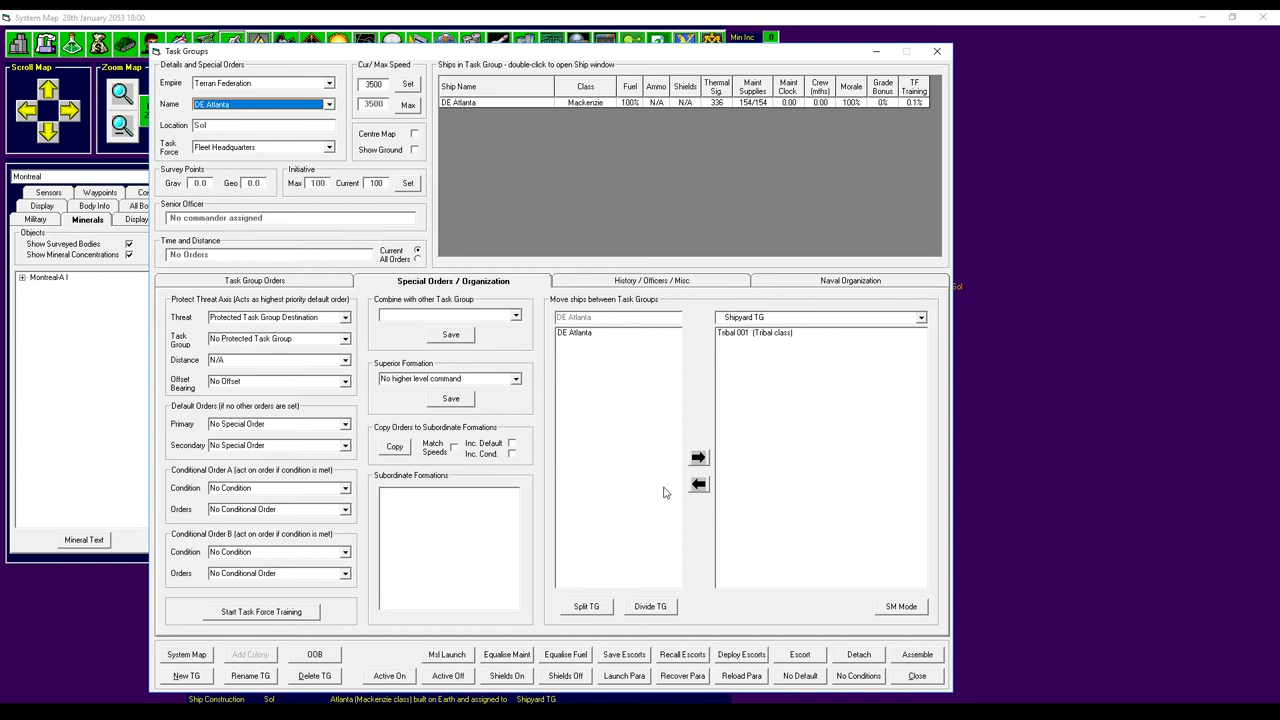 System Map  28th January 2053 18:00
Min Inc 0
Scroll Map
Zoom Map
Montreal
Sensors Waypoints
Display Body Info
Military Minerals Display
Objects
Show Surveyed Bodies
Show Mineral Concentrations
Montreal-A I
Mineral Text
Task Groups
Details and Special Orders
Empire Terran Federation
Name DE Atlanta
Location Sol
Task Force Fleet Headquarters
Cur/ Max Speed
3500 Set
3500 Max
Centre Map
Show Ground
Survey Points
Grav 0.0 Geo 0.0
Initiative
Max 100 Current 100 Set
Senior Officer
No commander assigned
Time and Distance
No Orders
Current
All Orders
Ships in Task Group - double-click to open Ship window
Ship Name Class Fuel Ammo Shields Thermal Sig. Maint Supplies Maint Clock Crew (mths) Morale Grade Bonus TF Training
DE Atlanta Mackenzie 100% N/A N/A 336 154/154 0.00 0.00 100% 0% 0.1%
Task Group Orders Special Orders / Organization History / Officers / Misc Naval Organization
Protect Threat Axis (Acts as highest priority default order)
Threat Protected Task Group Destination
Task Group No Protected Task Group
Distance N/A
Offset Bearing No Offset
Default Orders (if no other orders are set)
Primary No Special Order
Secondary No Special Order
Conditional Order A (act on order if condition is met)
Condition No Condition
Orders No Conditional Order
Conditional Order B (act on order if condition is met)
Condition No Condition
Orders No Conditional Order
Start Task Force Training
Combine with other Task Group
Save
Superior Formation
No higher level command
Save
Copy Orders to Subordinate Formations
Copy Match Speeds Inc. Default
Inc. Cond.
Subordinate Formations
Move ships between Task Groups
DE Atlanta Shipyard TG
DE Atlanta Tribal 001  (Tribal class)
Split TG Divide TG SM Mode
System Map Add Colony OOB Msl Launch Equalise Maint Equalise Fuel Save Escorts Recall Escorts Deploy Escorts Escort Detach Assemble
New TG Rename TG Delete TG Active On Active Off Shields On Shields Off Launch Para Recover Para Reload Para No Default No Conditions Close
Sol
Ship Construction Sol Atlanta (Mackenzie class) built on Earth and assigned to Shipyard TG